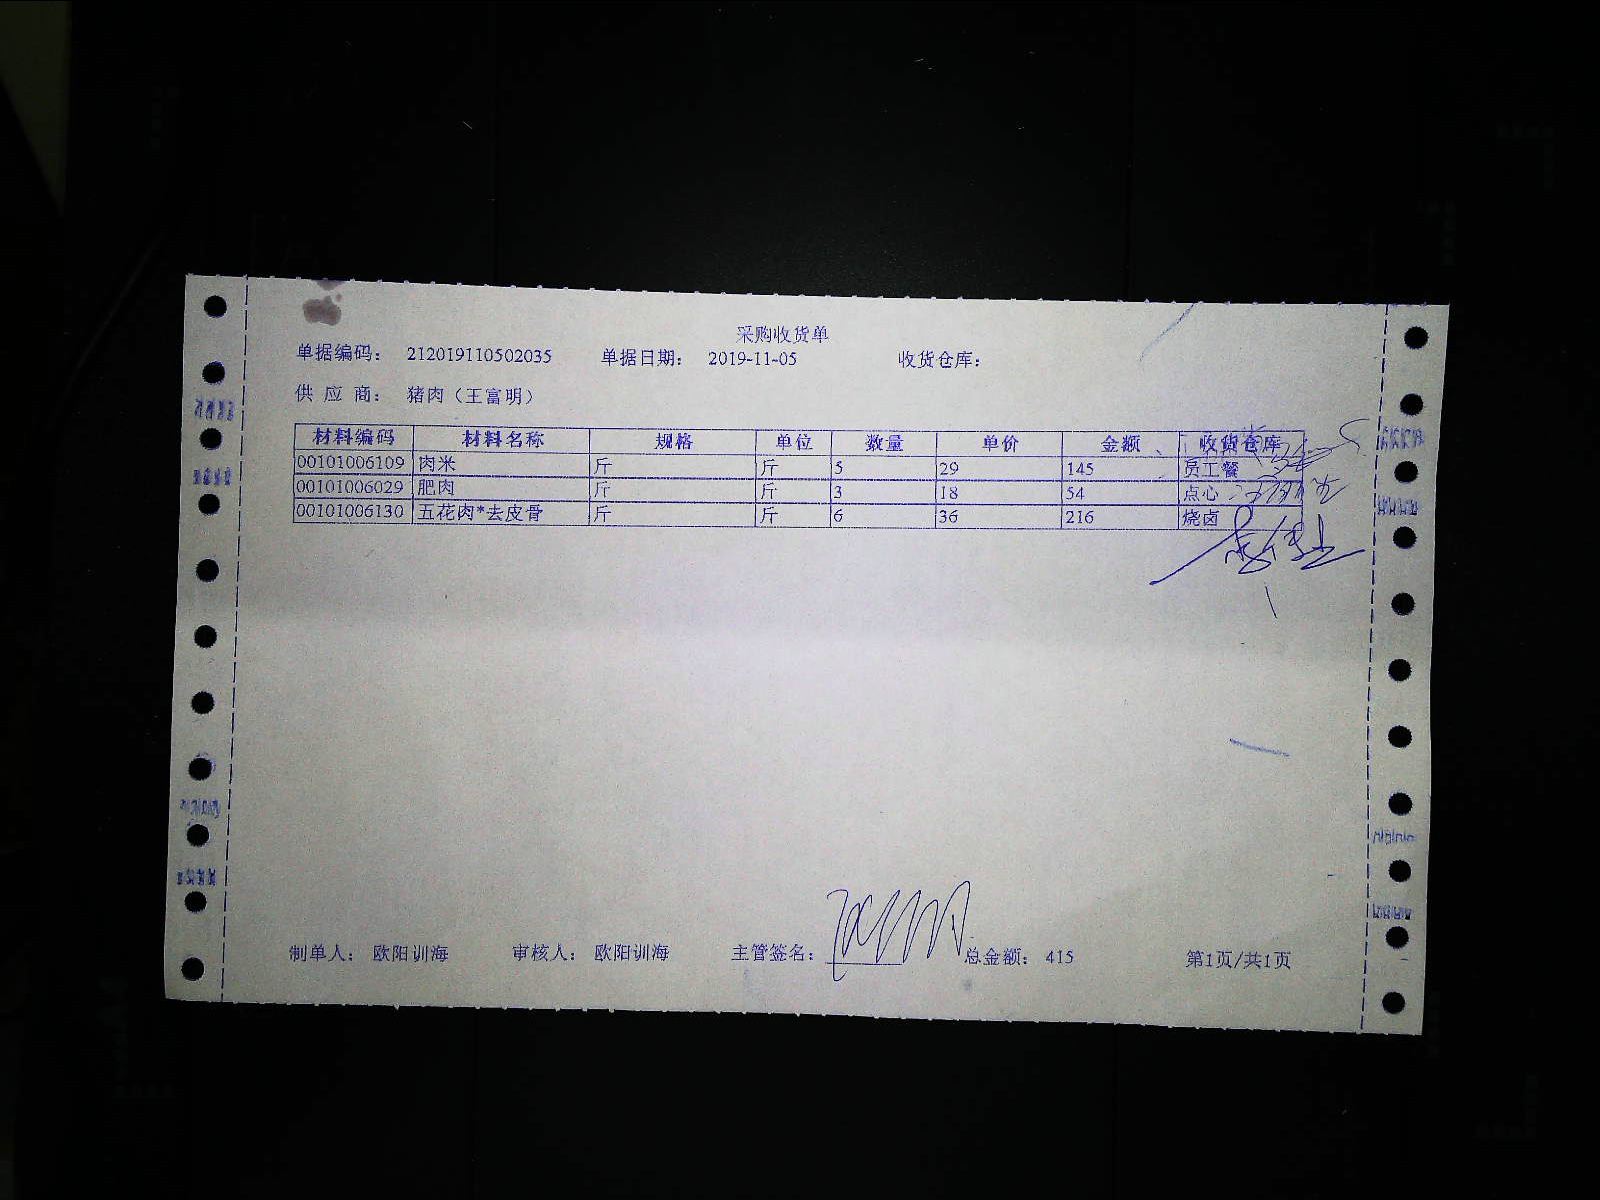 采购收货单
单据编码： 212019110502035 单据日期： 2019-11-05 收货仓库：
供 应 商： 猪肉（王富明）
材料编码 材料名称 规格 单位 数量 单价 金额 收货仓库
00101006109 肉米 斤 斤 5 29 145 员工餐
00101006029 肥肉 斤 斤 3 18 54 点心
00101006130 五花肉*去皮骨 斤 斤 6 36 216 烧卤
制单人： 欧阳训海 审核人： 欧阳训海 主管签名： 总金额： 415 第1页/共1页